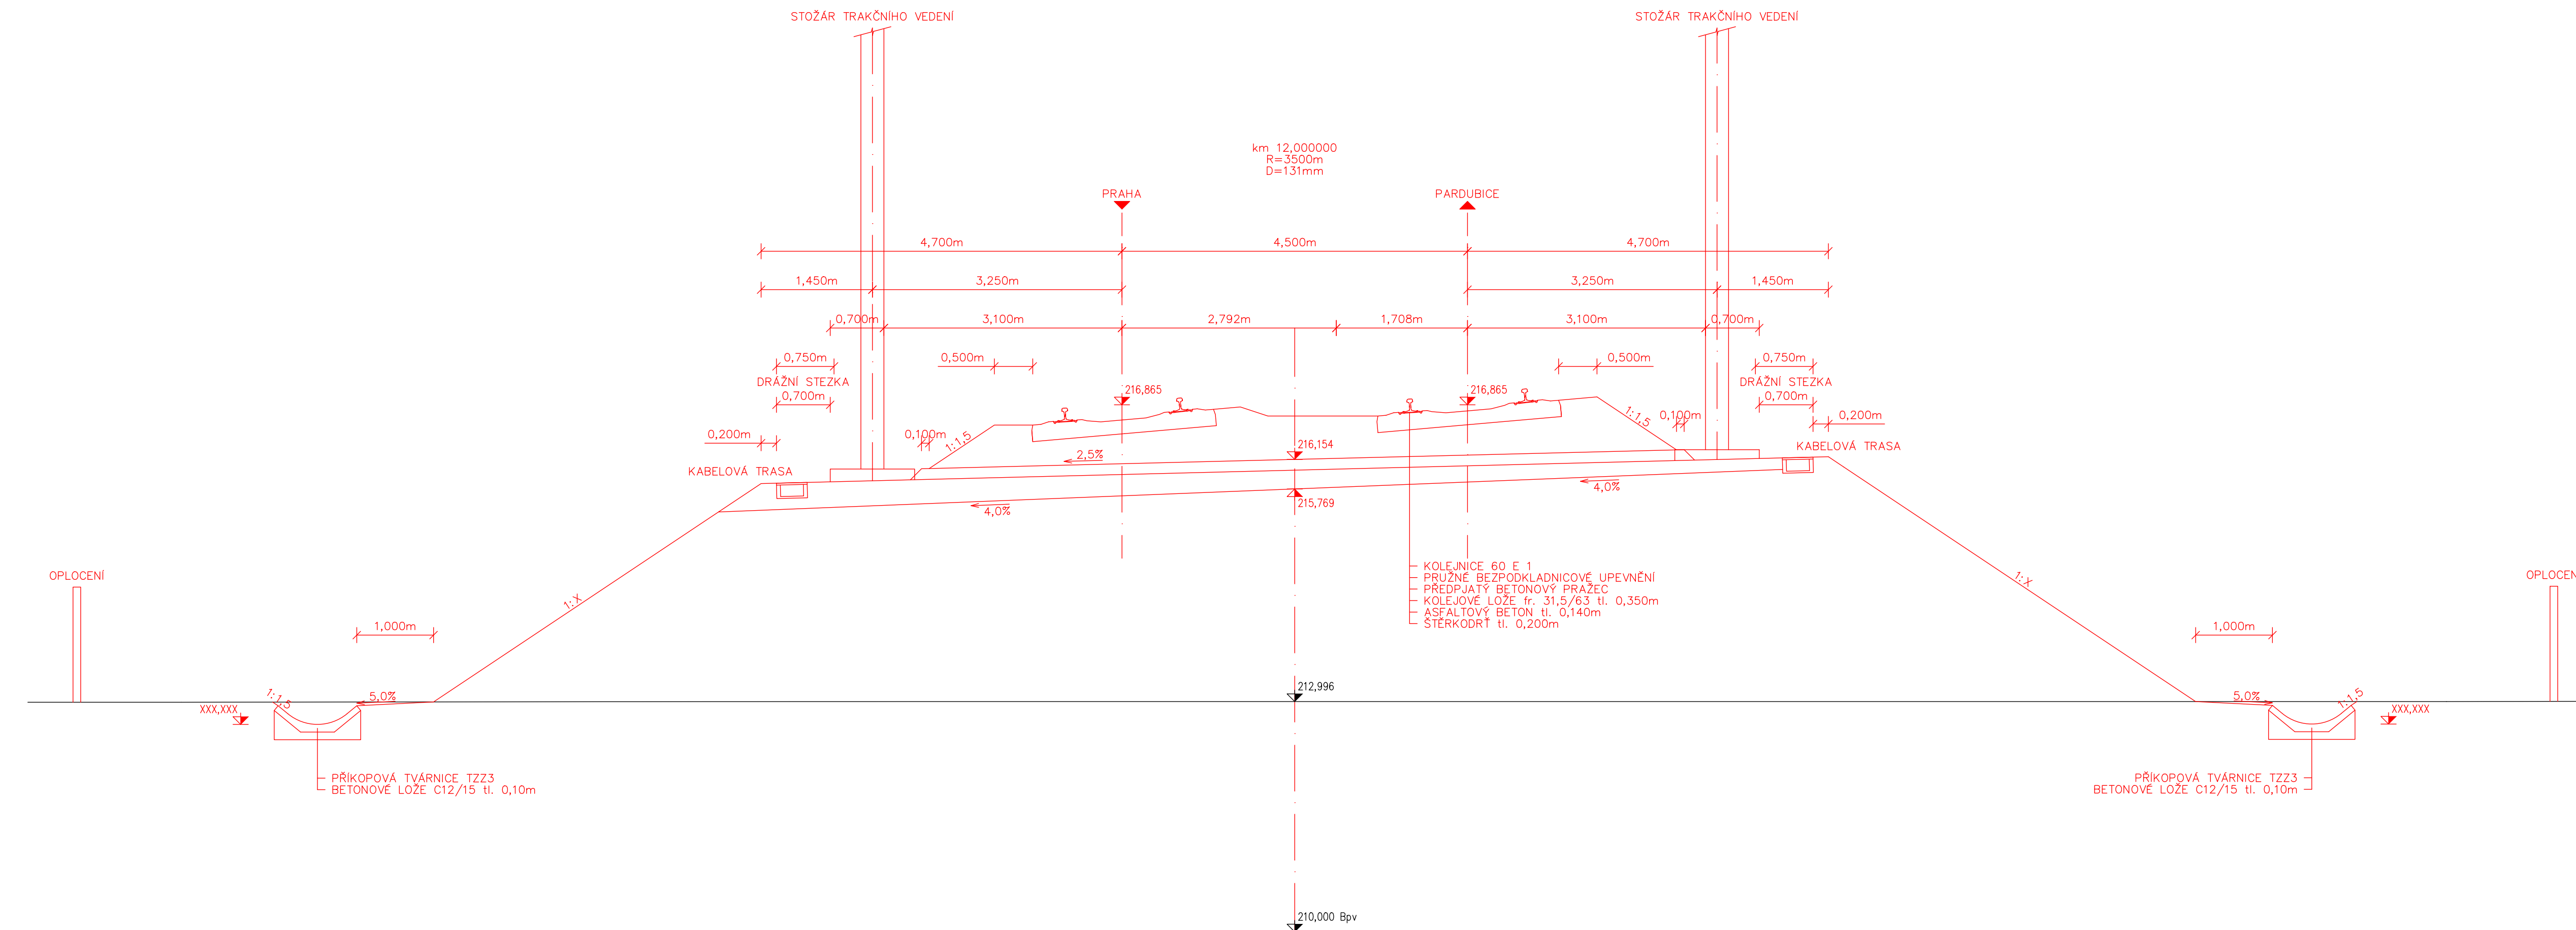 STOŽÁR TRAKČNÍHO VEDENÍ
STOŽÁR TRAKČNÍHO VEDENÍ
km 12,000000
R=3500m
D=131mm
PRAHA
PARDUBICE
4,700m
4,500m
4,700m
1,450m
3,250m
3,250m
1,450m
0,700m
3,100m
2,792m
1,708m
3,100m
0,700m
0,750m
0,500m
0,500m
0,750m
DRÁŽNÍ STEZKA
216,865
216,865
DRÁŽNÍ STEZKA
0,700m
0,700m
0,200m
0,100m
1:1,5
1:1,5
0,100m
0,200m
KABELOVÁ TRASA
2,5%
216,154
KABELOVÁ TRASA
4,0%
215,769
4,0%
OPLOCENÍ
1:X
KOLEJNICE 60 E 1
PRUŽNÉ BEZPODKLADNICOVÉ UPEVNĚNÍ
PŘEDPJATÝ BETONOVÝ PRAŽEC
KOLEJOVÉ LOŽE fr. 31,5/63 tl. 0,350m
ASFALTOVÝ BETON tl. 0,140m
ŠTĚRKODRŤ tl. 0,200m
1:X
OPLOCEN
1,000m
1,000m
1:1,5
5,0%
212,996
5,0%
1:1,5
XXX,XXX
XXX,XXX
PŘÍKOPOVÁ TVÁRNICE TZZ3
BETONOVÉ LOŽE C12/15 tl. 0,10m
PŘÍKOPOVÁ TVÁRNICE TZZ3
BETONOVÉ LOŽE C12/15 tl. 0,10m
210,000 Bpv